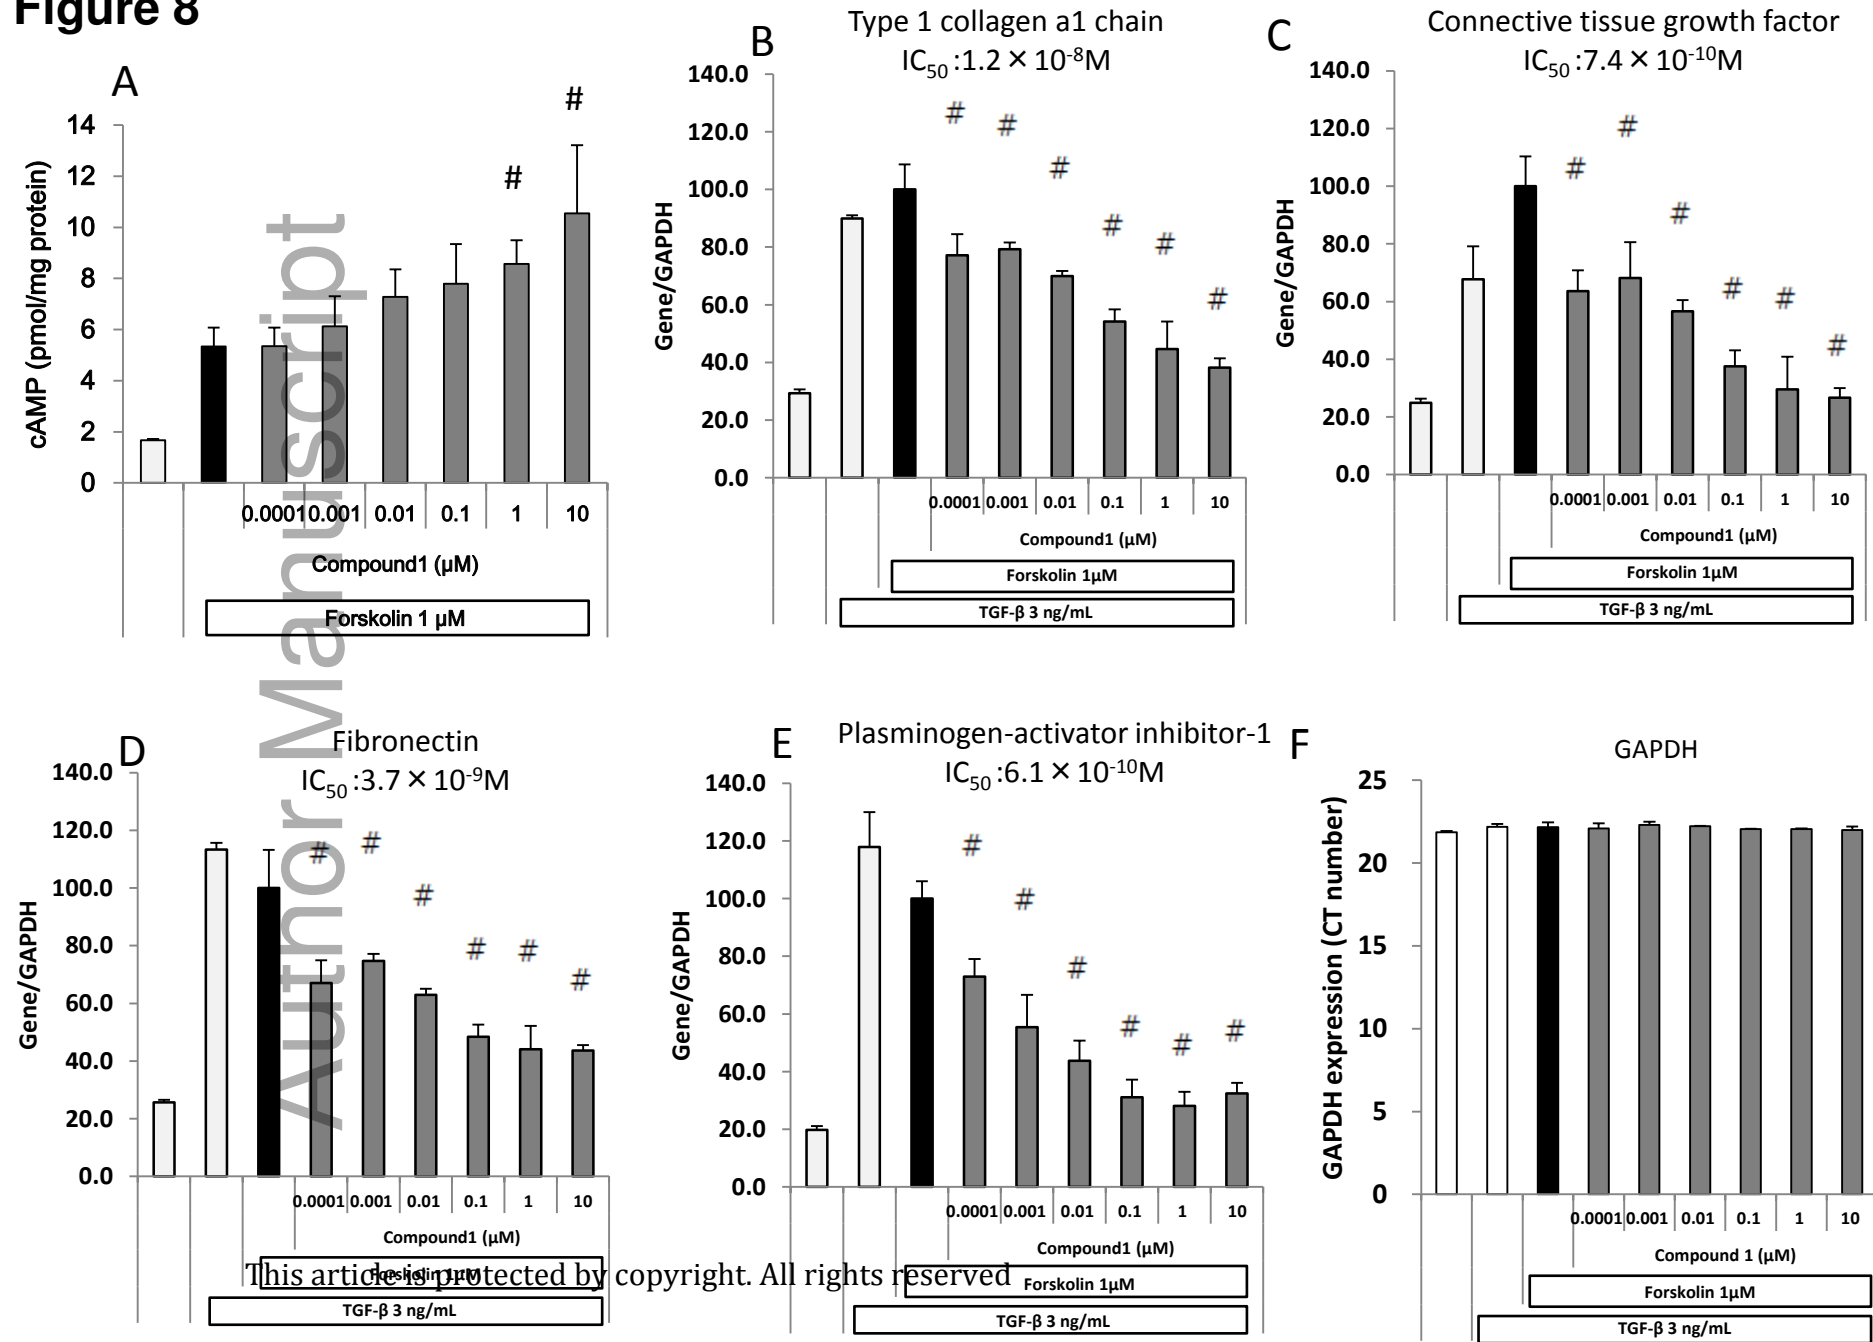 Figure 8
A
#
#
14
12
10
8
6
4
2
0
cAMP (pmol/mg protein)
0.0001 0.001 0.01 0.1 1 10
Compound1 (µM)
Forskolin 1 µM
B
Type 1 collagen a1 chain
IC50 :1.2 × 10-8M
140.0
120.0
100.0
80.0
60.0
40.0
20.0
0.0
Gene/GAPDH
# # # # # #
0.0001 0.001 0.01 0.1 1 10
Compound1 (µM)
Forskolin 1µM
TGF-β 3 ng/mL
C
Connective tissue growth factor
IC50 :7.4 × 10-10M
140.0
120.0
100.0
80.0
60.0
40.0
20.0
0.0
Gene/GAPDH
# # # # # #
0.0001 0.001 0.01 0.1 1 10
Compound1 (µM)
Forskolin 1µM
TGF-β 3 ng/mL
D
Fibronectin
IC50 :3.7 × 10-9M
140.0
120.0
100.0
80.0
60.0
40.0
20.0
0.0
Gene/GAPDH
# # # # # #
0.0001 0.001 0.01 0.1 1 10
Compound1 (µM)
Forskolin 1µM
TGF-β 3 ng/mL
E
Plasminogen-activator inhibitor-1
IC50 :6.1 × 10-10M
140.0
120.0
100.0
80.0
60.0
40.0
20.0
0.0
Gene/GAPDH
# # # # # #
0.0001 0.001 0.01 0.1 1 10
Compound1 (µM)
Forskolin 1µM
TGF-β 3 ng/mL
F
GAPDH
25
20
15
10
5
0
GAPDH expression (CT number)
0.0001 0.001 0.01 0.1 1 10
Compound 1 (µM)
Forskolin 1µM
TGF-β 3 ng/mL
Author Manuscript
This article is protected by copyright. All rights reserved